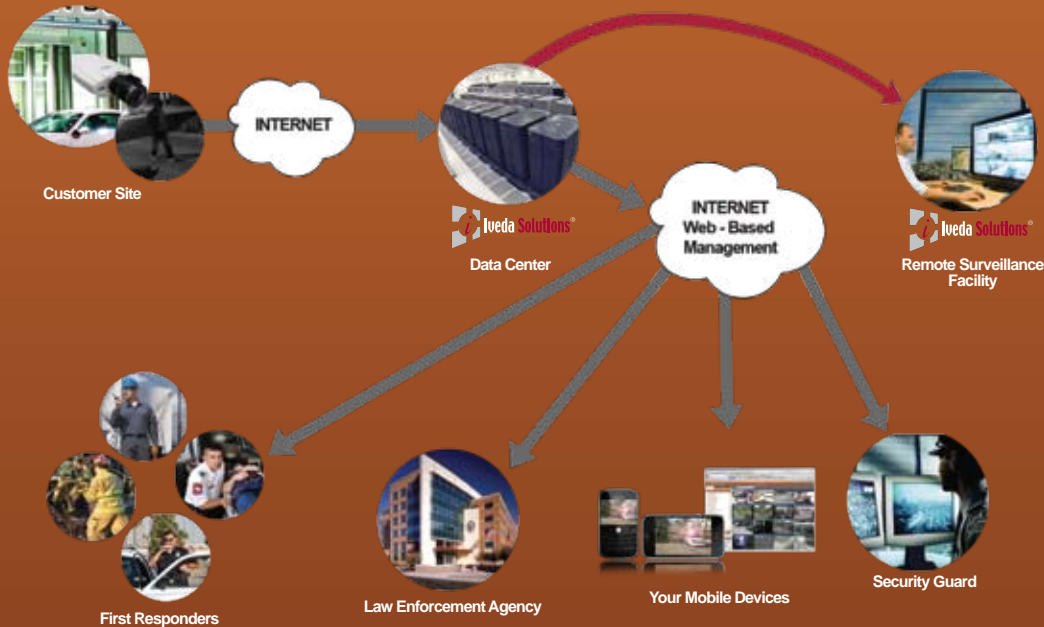 INTERNET
Customer Site
Iveda Solutions®
Data Center
INTERNET
Web - Based
Management
Iveda Solutions®
Remote Surveillance
Facility
First Responders
Law Enforcement Agency
Your Mobile Devices
Security Guard